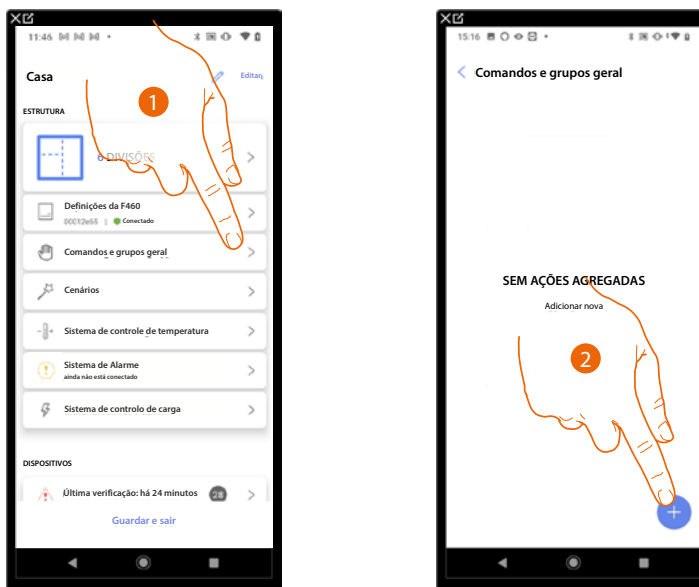 11:46
Casa
Editar
ESTRUTURA
1
6 DIVISÕES
Definições da F460
00012e65 | Conectado
Comandos e grupos geral
Cenários
Sistema de controle de temperatura
Sistema de Alarme
ainda não está conectado
Sistema de controlo de carga
DISPOSITIVOS
Última verificação: há 24 minutos 28
Guardar e sair
15:16
Comandos e grupos geral
SEM AÇÕES AGREGADAS
Adicionar nova
2